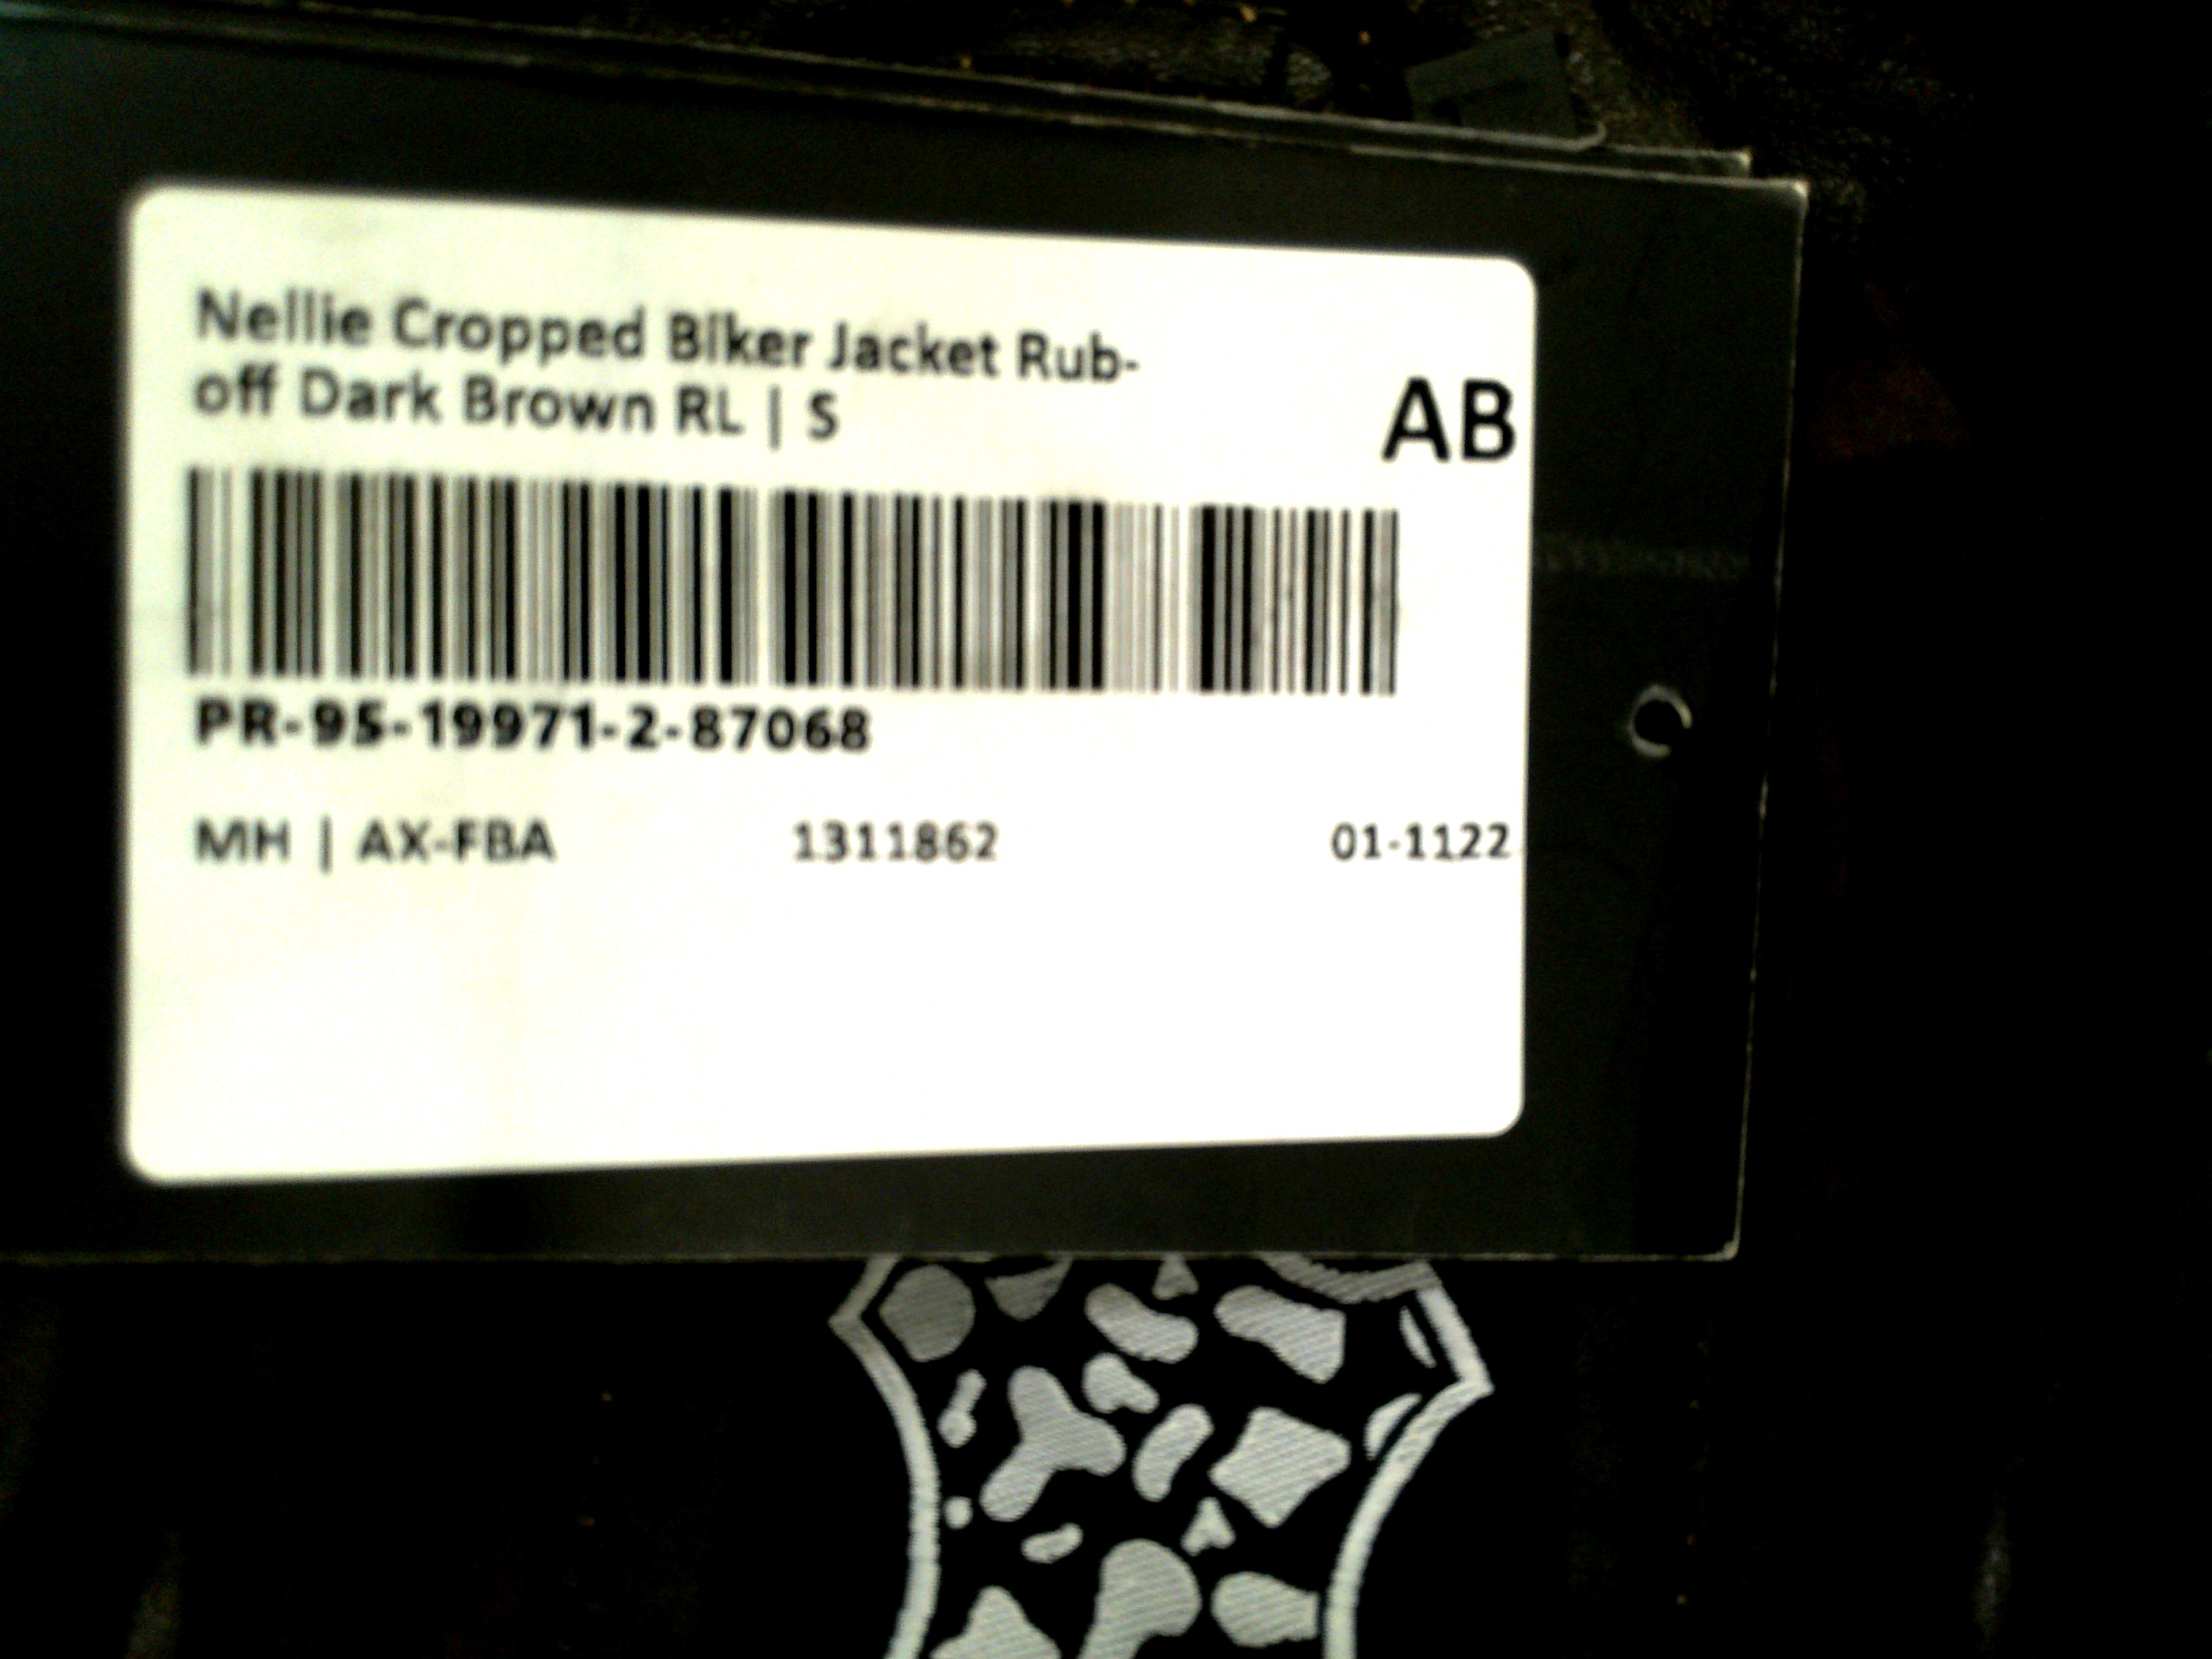 Nellie Cropped Biker Jacket Rub-
off Dark Brown RL | S
AB
PR-95-19971-2-87068
MH | AX-FBA 1311862 01-1122